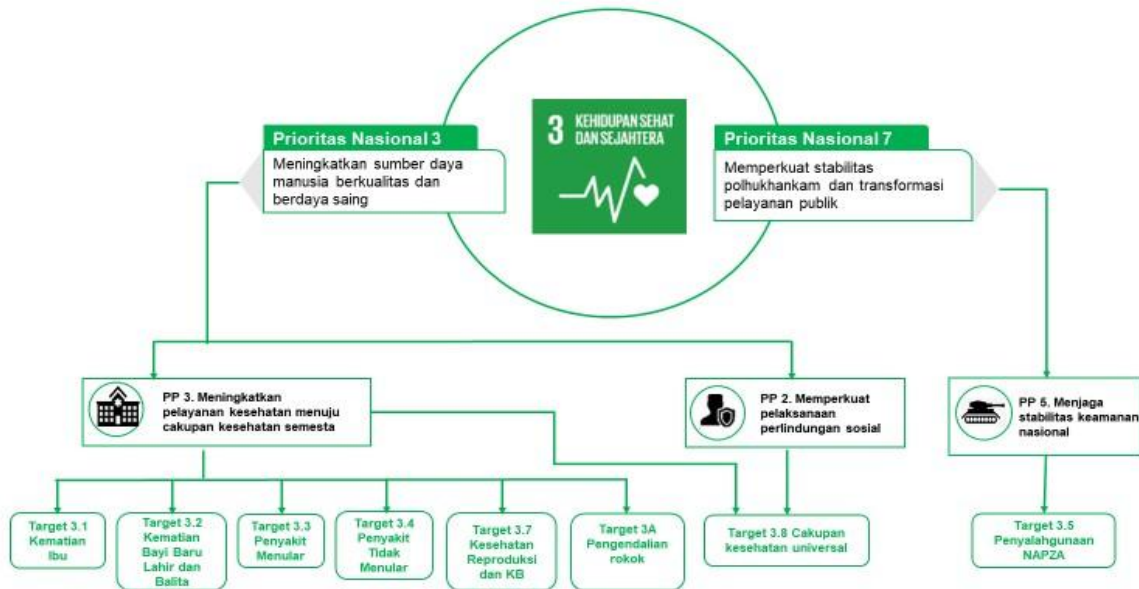 3 KEHIDUPAN SEHAT
DAN SEJAHTERA
Prioritas Nasional 3
Meningkatkan sumber daya
manusia berkualitas dan
berdaya saing
Prioritas Nasional 7
Memperkuat stabilitas
polhukhankam dan transformasi
pelayanan publik
PP 3. Meningkatkan
pelayanan kesehatan menuju
cakupan kesehatan semesta
PP 2. Memperkuat
pelaksanaan
perlindungan sosial
PP 5. Menjaga
stabilitas keamanan
nasional
Target 3.1
Kematian
Ibu
Target 3.2
Kematian
Bayi Baru
Lahir dan
Balita
Target 3.3
Penyakit
Menular
Target 3.4
Penyakit
Tidak
Menular
Target 3.7
Kesehatan
Reproduksi
dan KB
Target 3A
Pengendalian
rokok
Target 3.8 Cakupan
kesehatan universal
Target 3.5
Penyalahgunaan
NAPZA